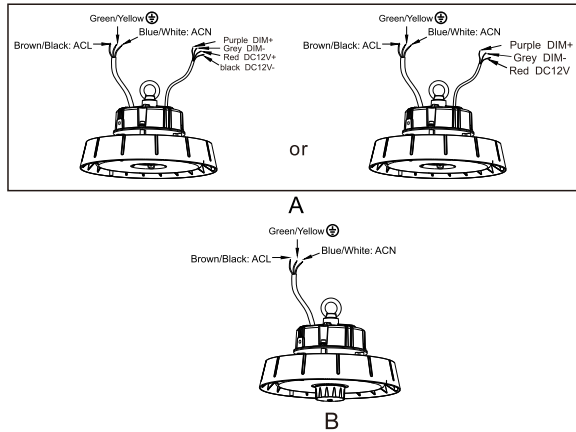 Green/Yellow
Brown/Black: ACL
Blue/White: ACN
Purple DIM+
Grey DIM-
Red DC12V+
black DC12V-
or
Green/Yellow
Brown/Black: ACL
Blue/White: ACN
Purple DIM+
Grey DIM-
Red DC12V
A
Green/Yellow
Brown/Black: ACL
Blue/White: ACN
B